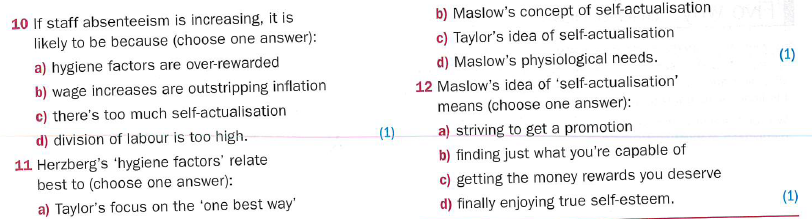 10 If staff absenteeism is increasing, it is
likely to be because (choose one answer):
a) hygiene factors are over-rewarded
b) wage increases are outstripping inflation
c) there's too much self-actualisation
d) division of labour is too high. (1)
11 Herzberg's 'hygiene factors' relate
best to (choose one answer):
a) Taylor's focus on the 'one best way'
b) Maslow's concept of self-actualisation
c) Taylor's idea of self-actualisation
d) Maslow's physiological needs. (1)
12 Maslow's idea of 'self-actualisation'
means (choose one answer):
a) striving to get a promotion
b) finding just what you're capable of
c) getting the money rewards you deserve
d) finally enjoying true self-esteem. (1)